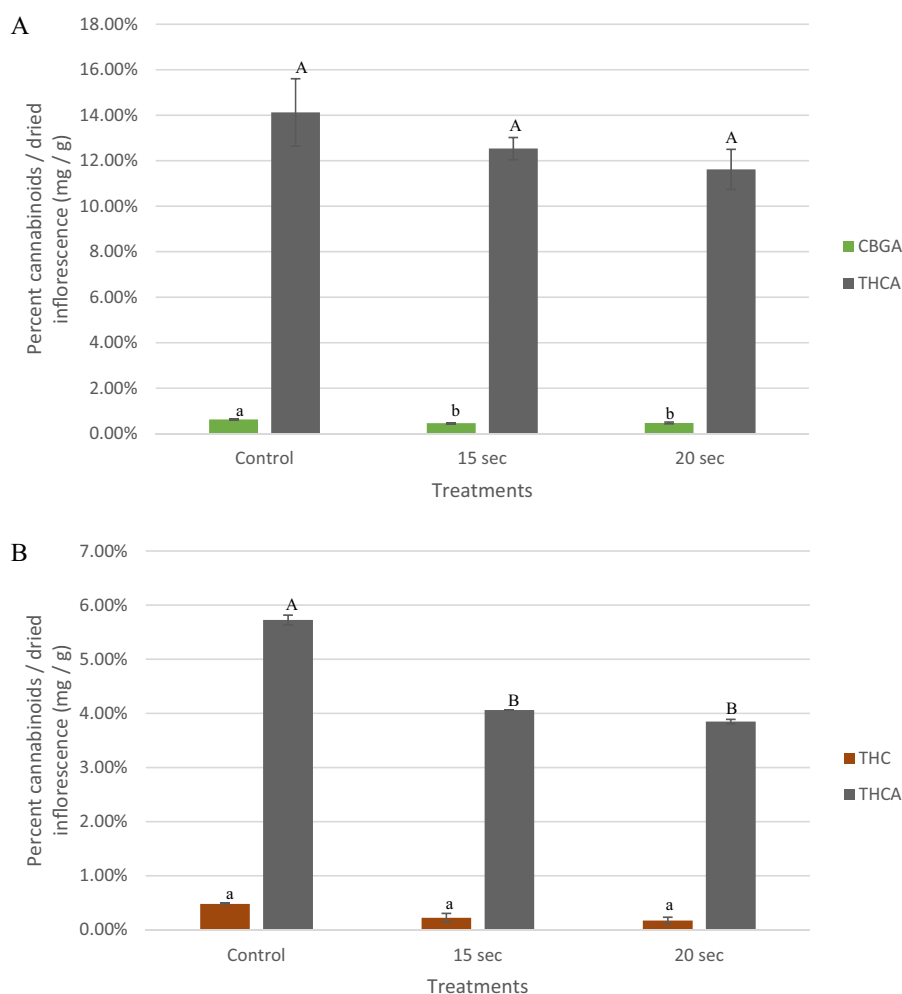 A
18.00%
16.00%
14.00%
12.00%
10.00%
8.00%
6.00%
4.00%
2.00%
0.00%
Percent cannabinoids / dried
inflorescence (mg / g)
A
A
A
a
b
b
Control
15 sec
20 sec
Treatments
CBGA
THCA
B
7.00%
6.00%
5.00%
4.00%
3.00%
2.00%
1.00%
0.00%
Percent cannabinoids / dried
inflorescence (mg / g)
A
B
B
a
a
a
Control
15 sec
20 sec
Treatments
THC
THCA